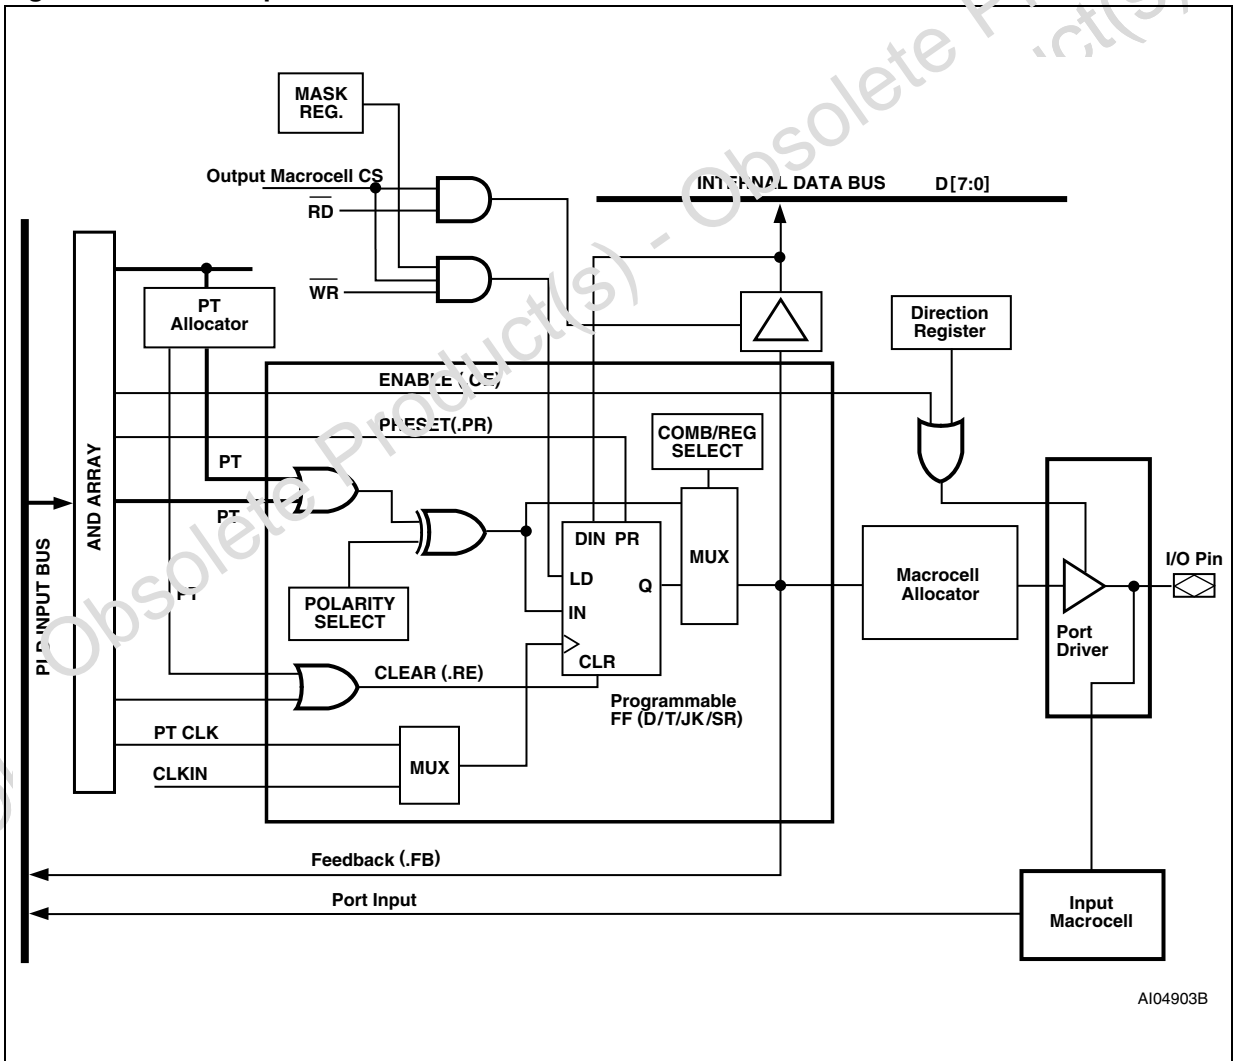 MASK
REG.
Output Macrocell CS
RD
WR
INTERNAL DATA BUS D[7:0]
PT
Allocator
Direction
Register
ENABLE (.OE)
PRESET(.PR)
COMB/REG
SELECT
PT
PT
AND ARRAY
PLD INPUT BUS
DIN PR
MUX
LD
Q
IN
CLR
POLARITY
SELECT
PT
Macrocell
Allocator
I/O Pin
Port
Driver
CLEAR (.RE)
Programmable
FF (D/T/JK/SR)
PT CLK
MUX
CLKIN
Feedback (.FB)
Port Input
Input
Macrocell
AI04903B
Obsolete Product(s) - Obsolete